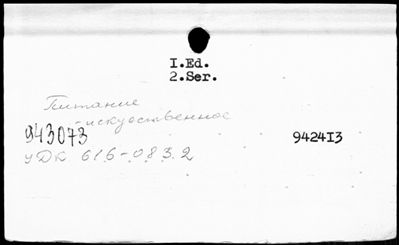 I.Ed.
2.Ser.
Питание
- искусственное
943073
942413
УДК 616-083.2